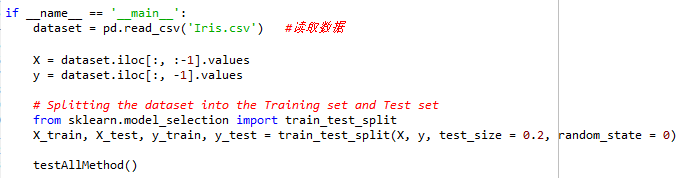 if __name__ == '__main__':
    dataset = pd.read_csv('Iris.csv')   #读取数据
    X = dataset.iloc[:, :-1].values
    y = dataset.iloc[:, -1].values
    # Splitting the dataset into the Training set and Test set
    from sklearn.model_selection import train_test_split
    X_train, X_test, y_train, y_test = train_test_split(X, y, test_size = 0.2, random_state = 0)
    testAllMethod()